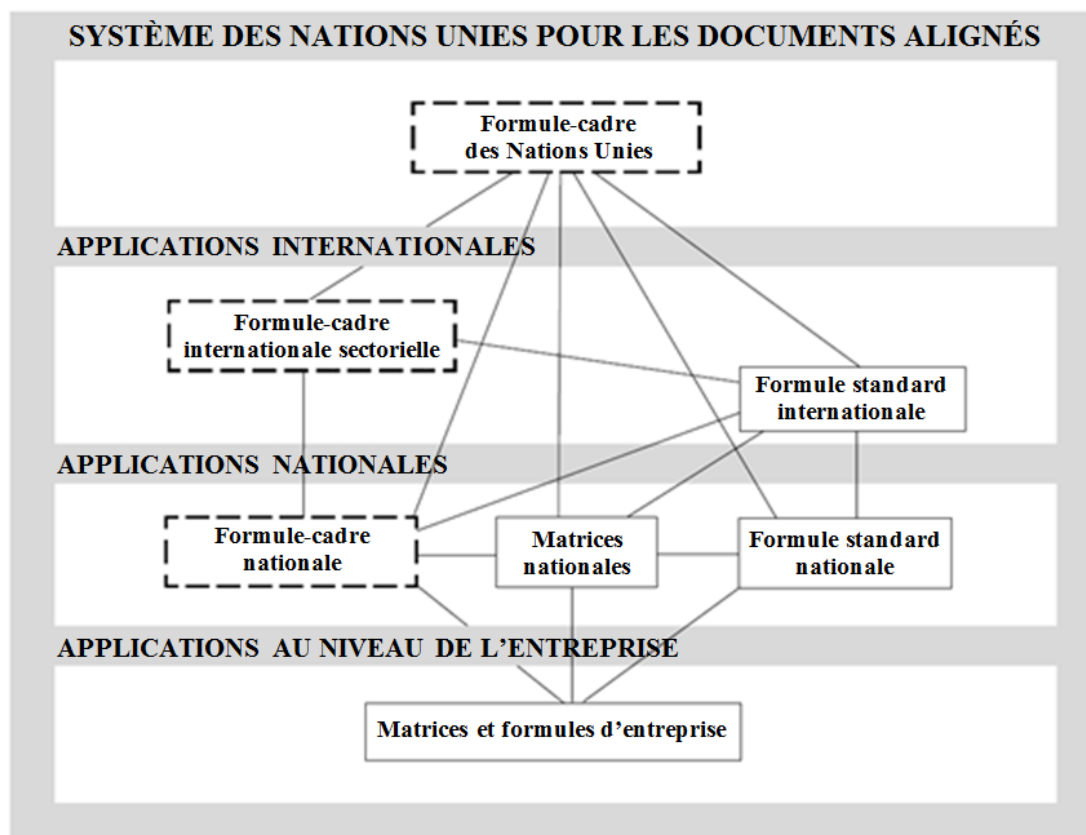 SYSTÈME DES NATIONS UNIES POUR LES DOCUMENTS ALIGNÉS
Formule-cadre
des Nations Unies
APPLICATIONS INTERNATIONALES
Formule-cadre
internationale sectorielle
Formule standard
internationale
APPLICATIONS NATIONALES
Formule-cadre
nationale
Matrices
nationales
Formule standard
nationale
APPLICATIONS AU NIVEAU DE L’ENTREPRISE
Matrices et formules d’entreprise